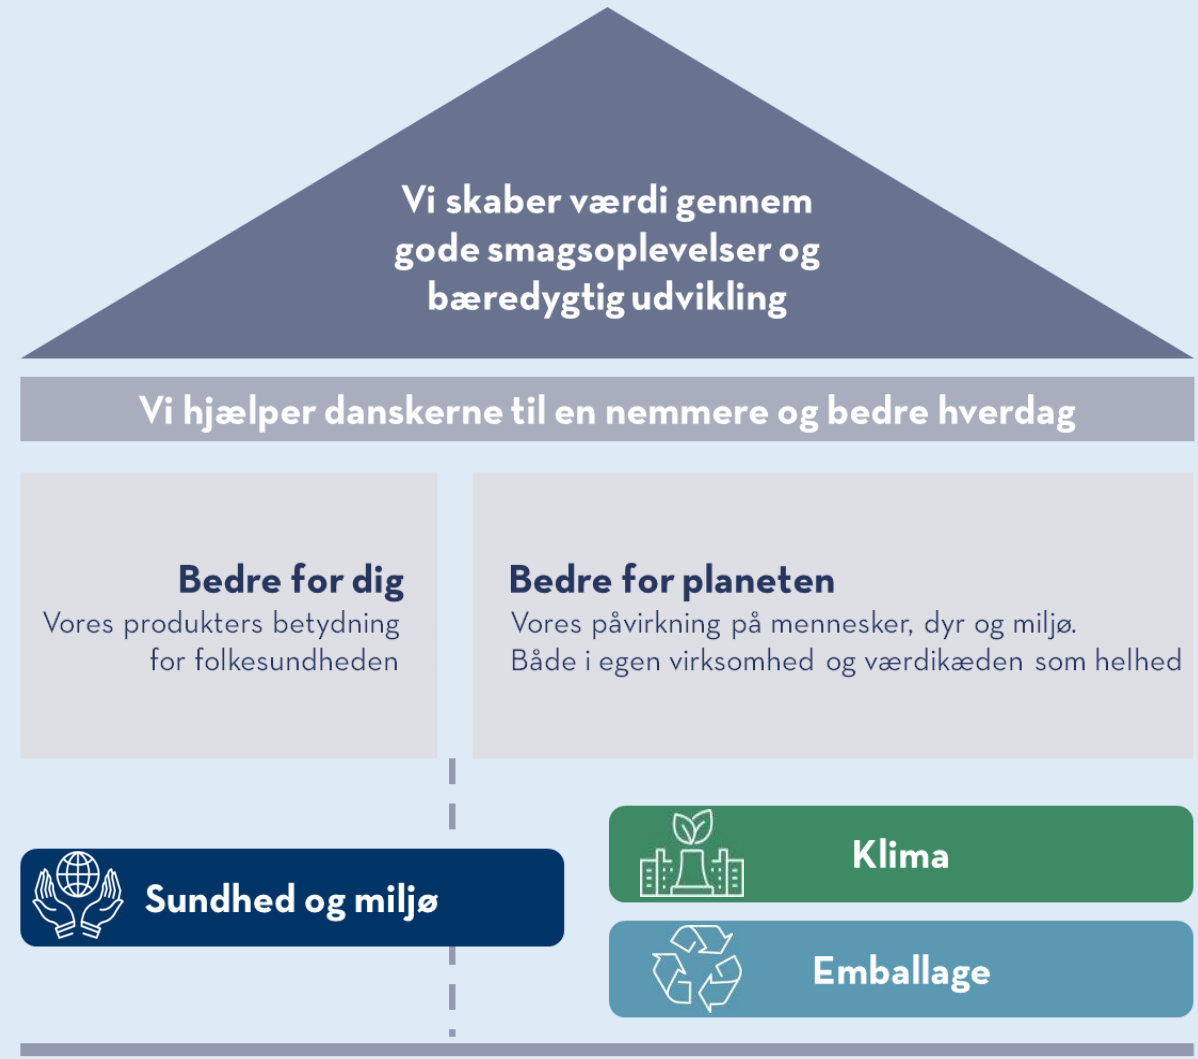 Vi skaber værdi gennem
gode smagsoplevelser og
bæredygtig udvikling
Vi hjælper danskerne til en nemmere og bedre hverdag
Bedre for dig
Vores produkters betydning
for folkesundheden
Bedre for planeten
Vores påvirkning på mennesker, dyr og miljø.
Både i egen virksomhed og værdikæden som helhed
Sundhed og miljø
Klima
Emballage